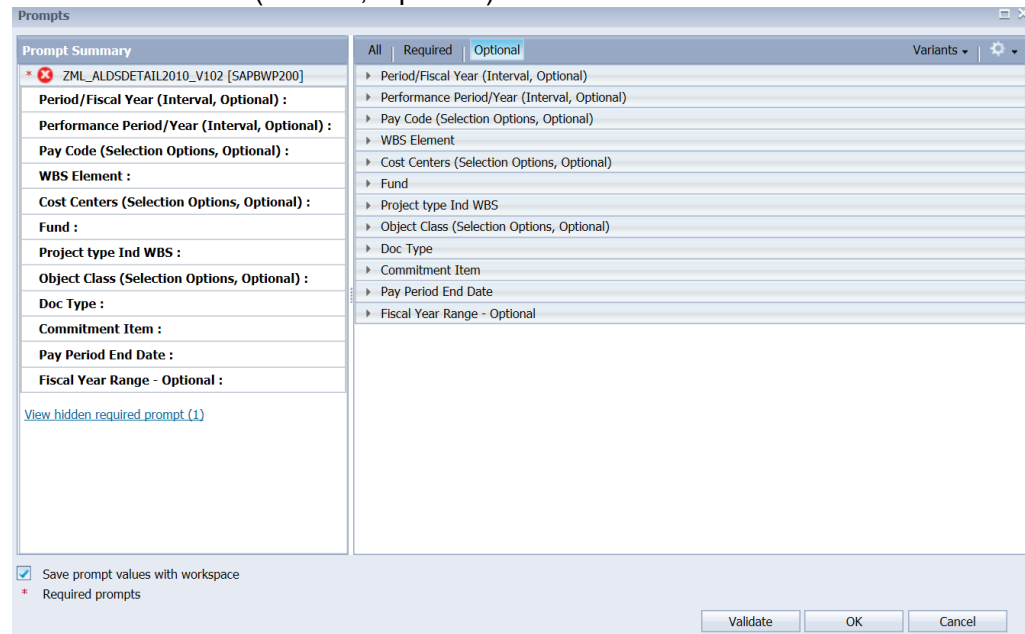 Prompts
Prompt Summary
* ZML_ALDSDETAIL2010_V102 [SAPBWP200]
Period/Fiscal Year (Interval, Optional) :
Performance Period/Year (Interval, Optional) :
Pay Code (Selection Options, Optional) :
WBS Element :
Cost Centers (Selection Options, Optional) :
Fund :
Project type Ind WBS :
Object Class (Selection Options, Optional) :
Doc Type :
Commitment Item :
Pay Period End Date :
Fiscal Year Range - Optional :
View hidden required prompt (1)
All | Required | Optional
Variants
Period/Fiscal Year (Interval, Optional)
Performance Period/Year (Interval, Optional)
Pay Code (Selection Options, Optional)
WBS Element
Cost Centers (Selection Options, Optional)
Fund
Project type Ind WBS
Object Class (Selection Options, Optional)
Doc Type
Commitment Item
Pay Period End Date
Fiscal Year Range - Optional
Save prompt values with workspace
* Required prompts
Validate
OK
Cancel